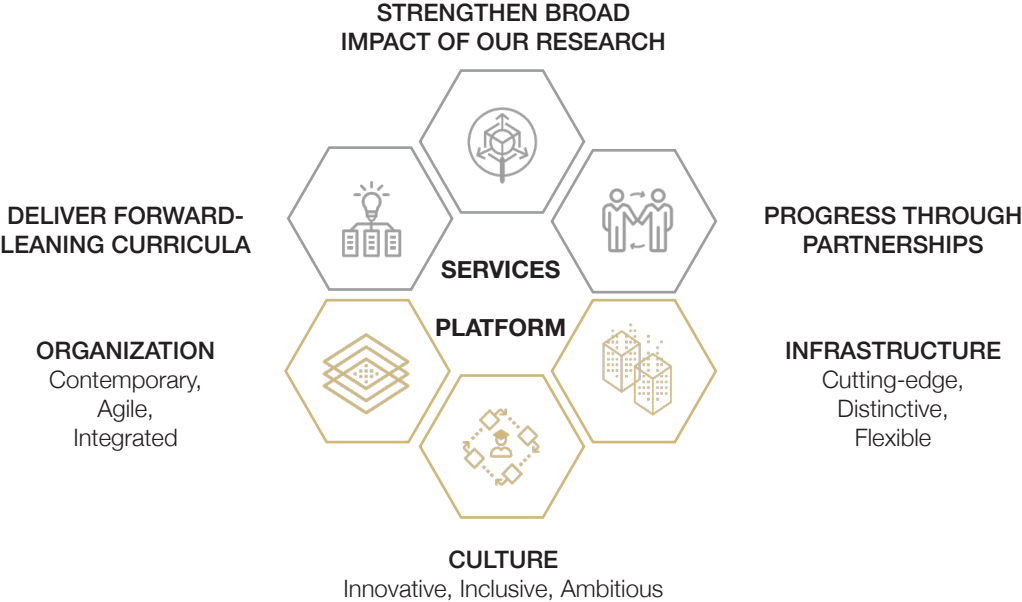 STRENGTHEN BROAD
IMPACT OF OUR RESEARCH
DELIVER FORWARD-
LEANING CURRICULA
PROGRESS THROUGH
PARTNERSHIPS
SERVICES
PLATFORM
ORGANIZATION
Contemporary,
Agile,
Integrated
INFRASTRUCTURE
Cutting-edge,
Distinctive,
Flexible
CULTURE
Innovative, Inclusive, Ambitious